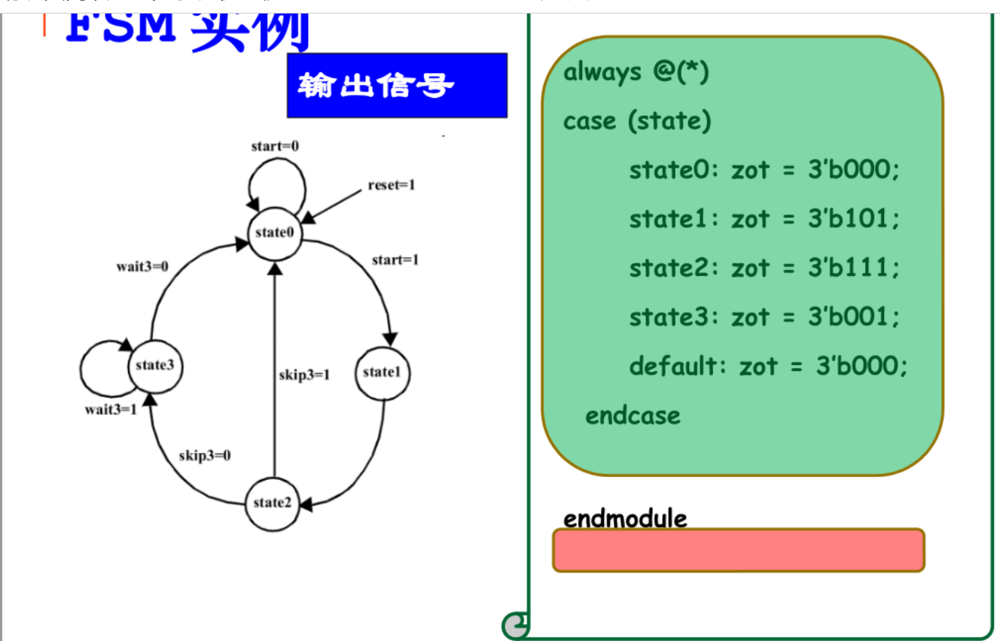 FSM 实例
输出信号
start=0
reset=1
state0
wait3=0
start=1
state3
skip3=1
state1
wait3=1
skip3=0
state2
always @(*)
case (state)
state0: zot = 3'b000;
state1: zot = 3'b101;
state2: zot = 3'b111;
state3: zot = 3'b001;
default: zot = 3'b000;
endcase
endmodule